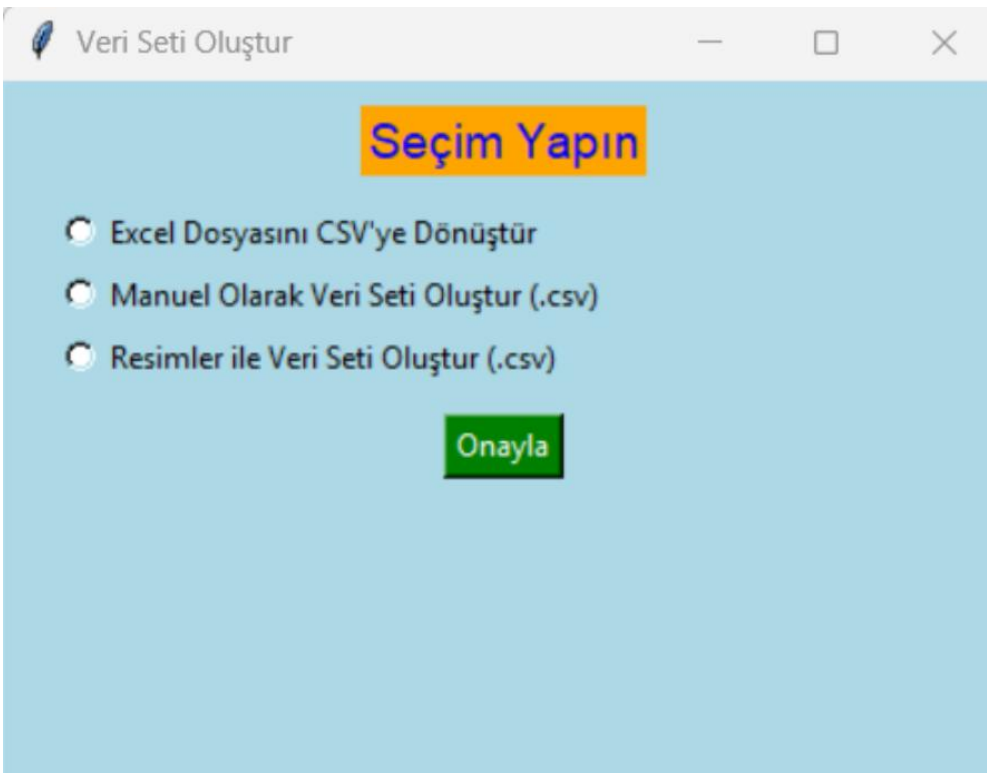 Veri Seti Oluştur
Seçim Yapın
Excel Dosyasını CSV'ye Dönüştür
Manuel Olarak Veri Seti Oluştur (.csv)
Resimler ile Veri Seti Oluştur (.csv)
Onayla